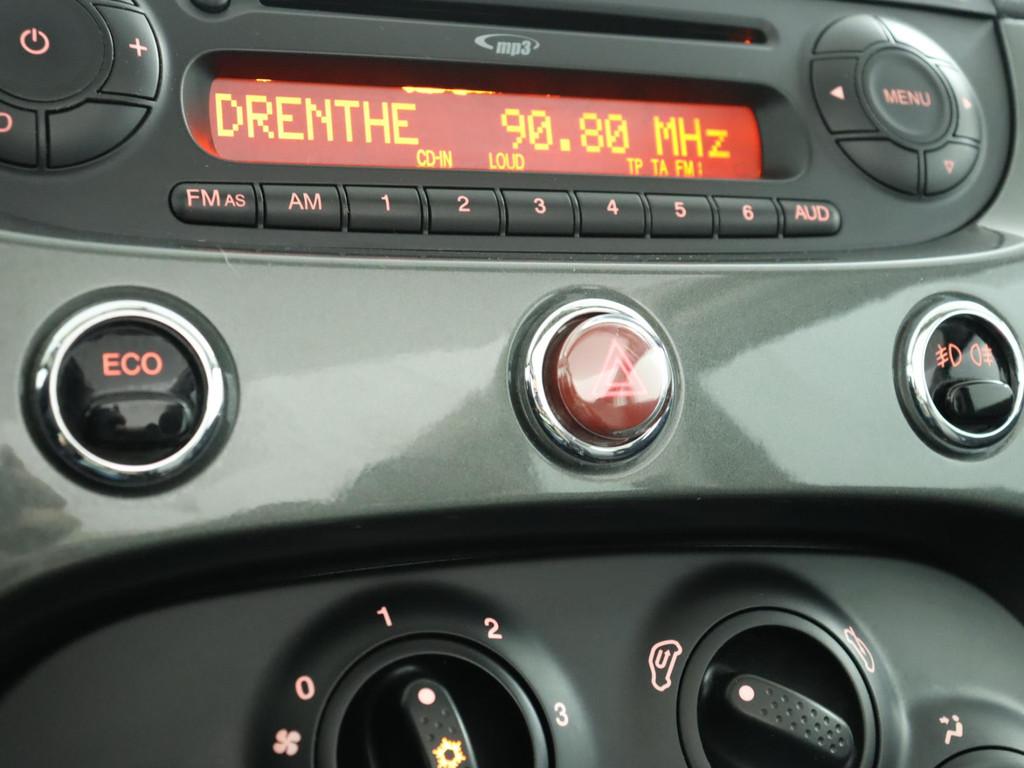 mp3
+
MENU
DRENTHE 90.80 MHz
CD-IN LOUD TP TA FM
FM AS AM 1 2 3 4 5 6 AUD
ECO
0 1 2 3